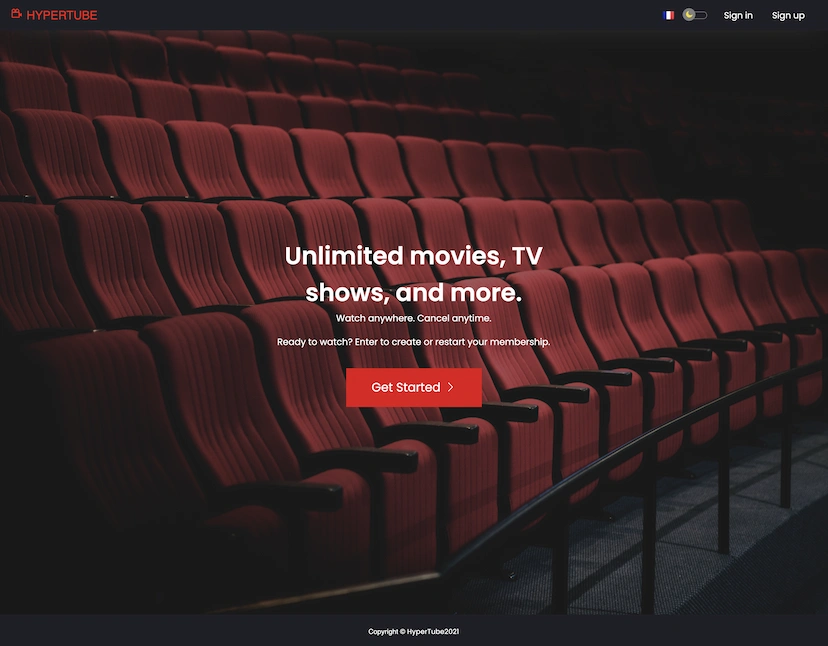 HYPERTUBE
Sign in
Sign up
Unlimited movies, TV
shows, and more.
Watch anywhere. Cancel anytime.
Ready to watch? Enter to create or restart your membership.
Get Started
Copyright © HyperTube2021